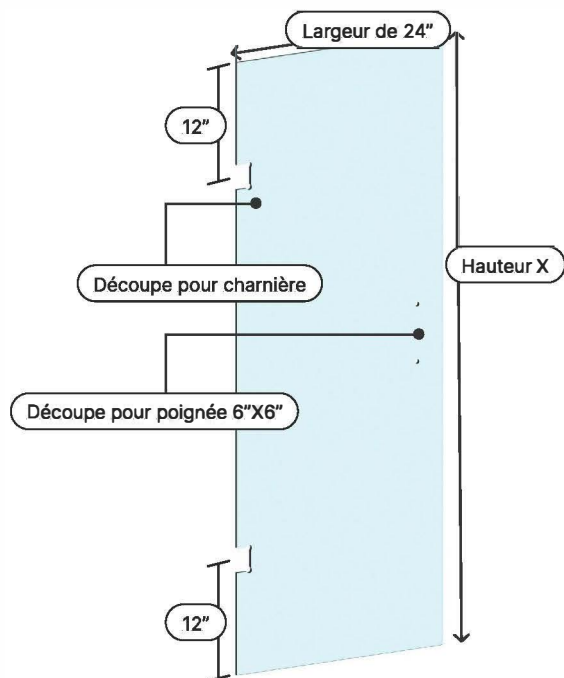 Largeur de 24”
12”
Découpe pour charnière
Hauteur X
Découpe pour poignée 6”X6”
12”